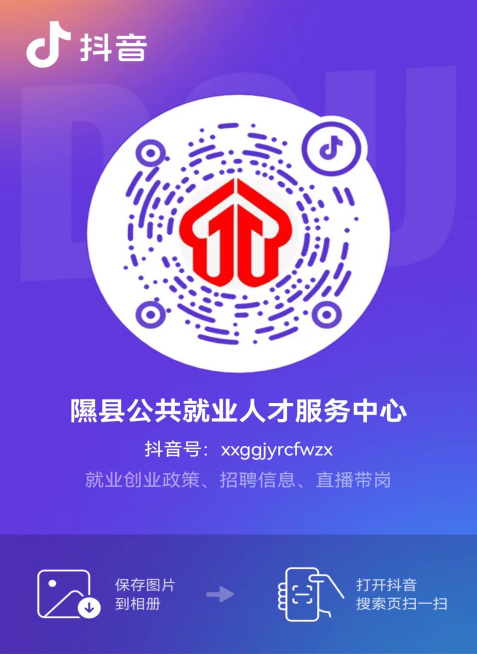 抖音
DOU
隰县公共就业人才服务中心
抖音号：xxggjyrcfwzx
就业创业政策、招聘信息、直播带岗
保存图片
到相册
打开抖音
搜索页扫一扫